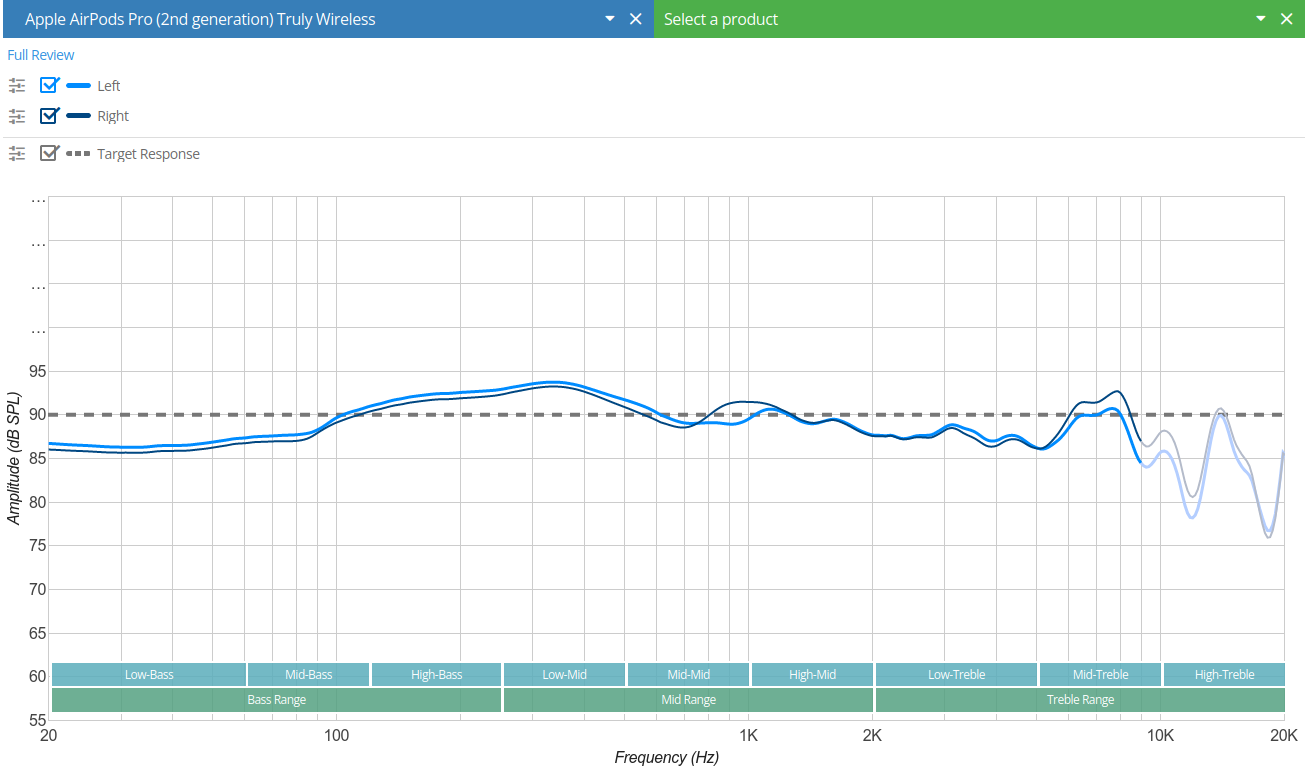 Apple AirPods Pro (2nd generation) Truly Wireless
Select a product
Full Review
Left
Right
Target Response
...
...
...
...
95
90
85
80
75
70
65
60
55
Amplitude (dB SPL)
Low-Bass Mid-Bass High-Bass Low-Mid Mid-Mid High-Mid Low-Treble Mid-Treble High-Treble
Bass Range Mid Range Treble Range
20 100 1K 2K 10K 20K
Frequency (Hz)